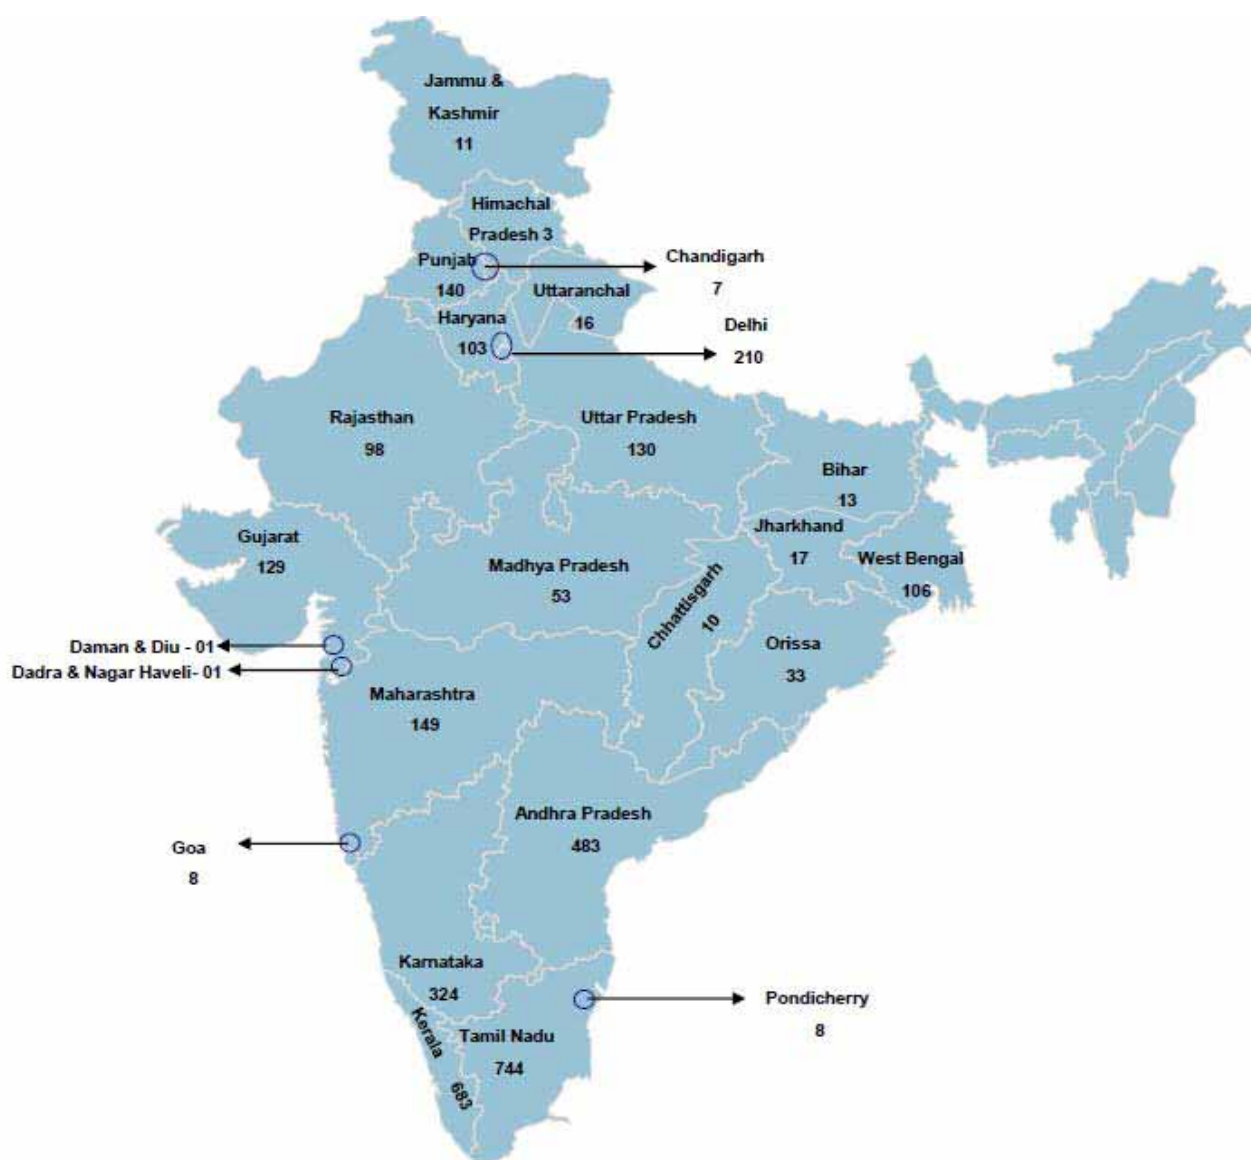 Jammu &
Kashmir
11
Himachal
Pradesh 3
Punjab
140
Chandigarh
7
Uttaranchal
16
Haryana
103
Delhi
210
Rajasthan
98
Uttar Pradesh
130
Bihar
13
Jharkhand
17
West Bengal
106
Gujarat
129
Madhya Pradesh
53
Chhattisgarh
10
Orissa
33
Daman & Diu - 01
Dadra & Nagar Haveli- 01
Maharashtra
149
Andhra Pradesh
483
Goa
8
Karnataka
324
Pondicherry
8
Kerala
683
Tamil Nadu
744